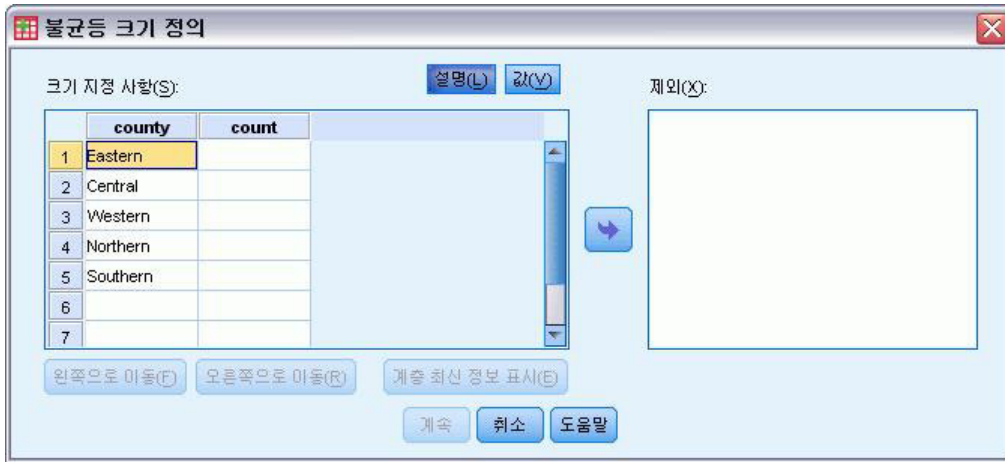 불균등 크기 정의
크기 지정 사항(S):
설명(L) 값(V)
제외(X):
county count
1 Eastern
2 Central
3 Western
4 Northern
5 Southern
6
7
왼쪽으로 이동(F) 오른쪽으로 이동(R) 계층 최신 정보 표시(E)
계속 취소 도움말